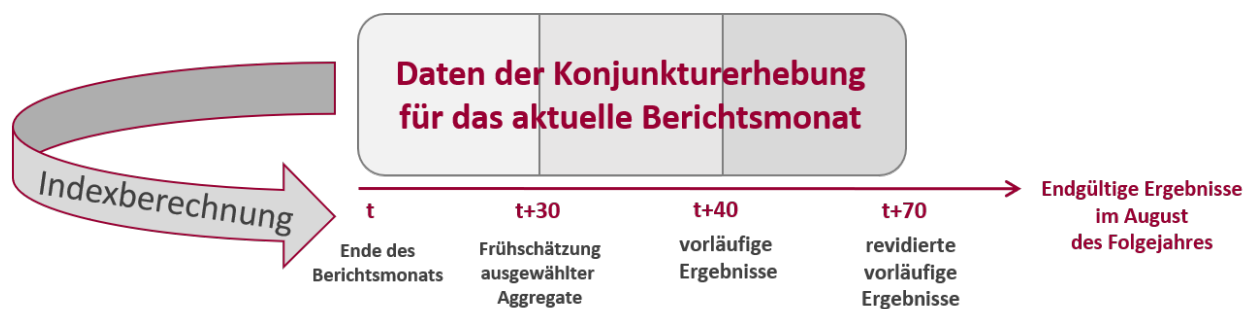 Daten der Konjunkturerhebung
für das aktuelle Berichtsmonat
Indexberechnung
t
Ende des
Berichtsmonats
t+30
Frühschätzung
ausgewählter
Aggregate
t+40
vorläufige
Ergebnisse
t+70
revidierte
vorläufige
Ergebnisse
Endgültige Ergebnisse
im August
des Folgejahres